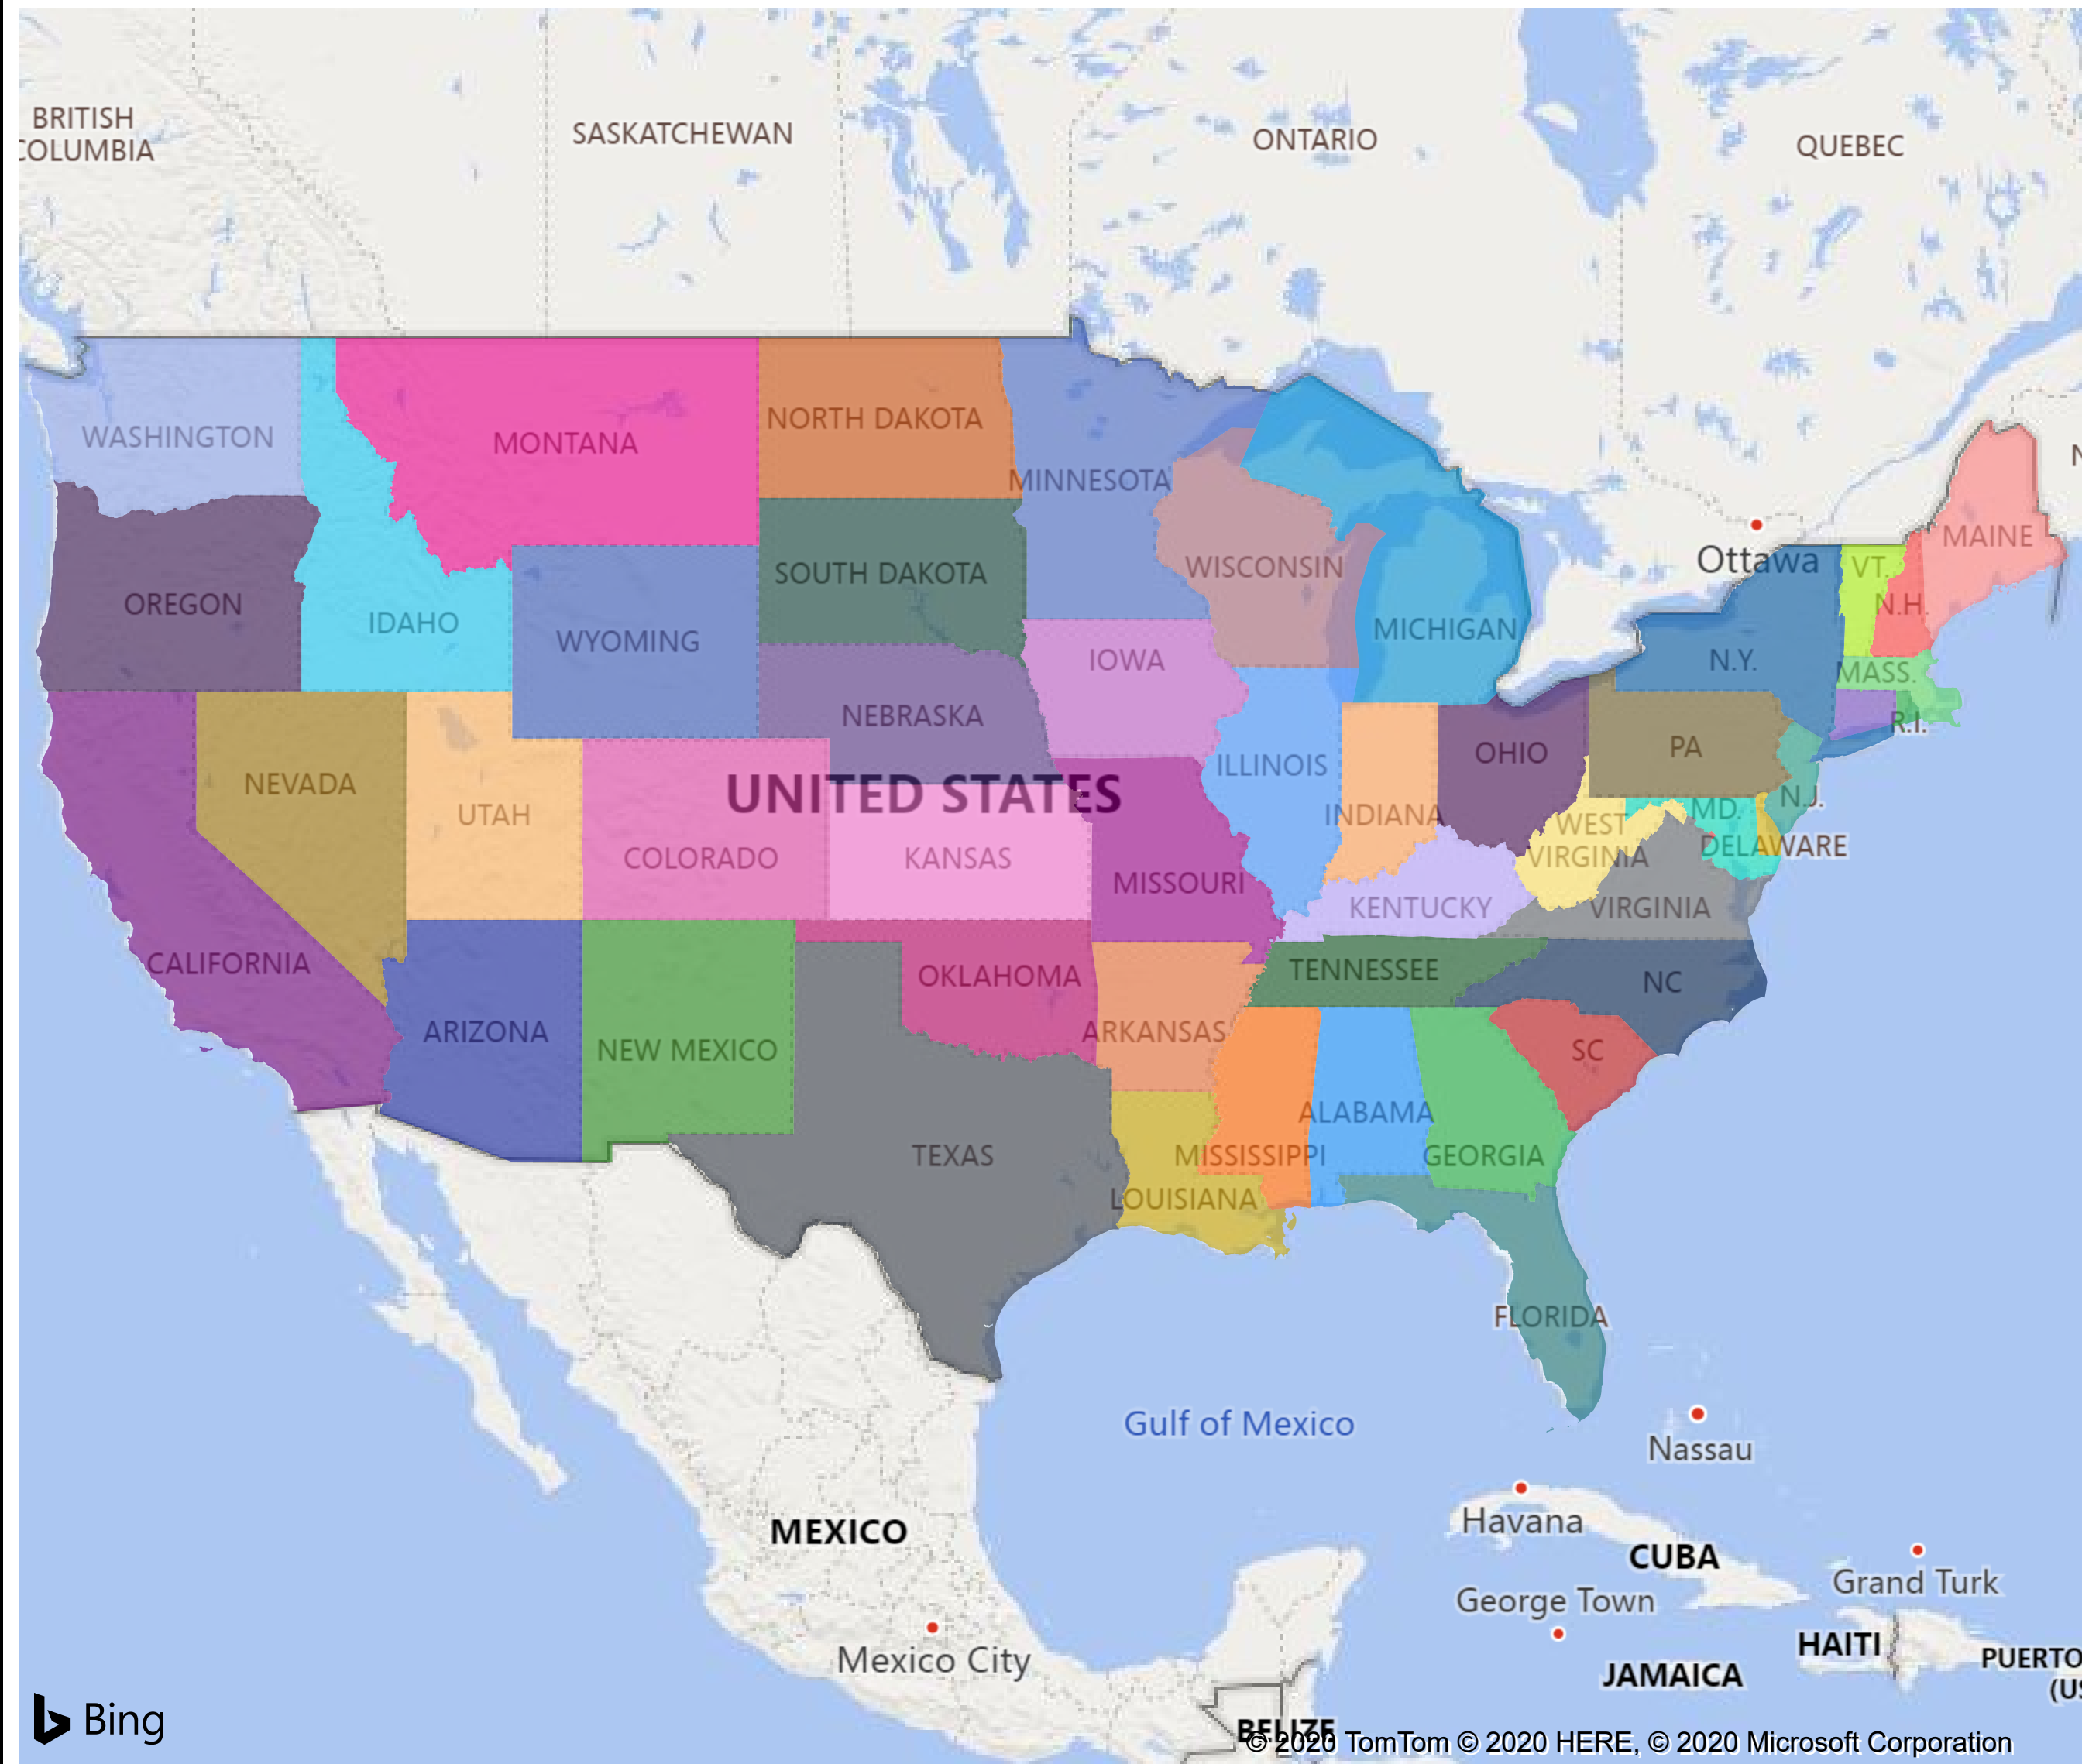 BRITISH
COLUMBIA
SASKATCHEWAN
ONTARIO
QUEBEC
WASHINGTON
MONTANA
NORTH DAKOTA
MINNESOTA
Ottawa
MAINE
N
OREGON
IDAHO
WYOMING
SOUTH DAKOTA
WISCONSIN
MICHIGAN
VT.
N.H.
IOWA
N.Y.
MASS.
NEBRASKA
R.I.
NEVADA
UTAH
UNITED STATES
ILLINOIS
INDIANA
OHIO
PA
N.J.
COLORADO
KANSAS
MISSOURI
WEST
VIRGINIA
MD.
DELAWARE
KENTUCKY
VIRGINIA
CALIFORNIA
ARIZONA
NEW MEXICO
OKLAHOMA
ARKANSAS
TENNESSEE
NC
SC
TEXAS
ALABAMA
MISSISSIPPI
GEORGIA
LOUISIANA
FLORIDA
Gulf of Mexico
Nassau
MEXICO
Havana
CUBA
George Town
Grand Turk
Mexico City
JAMAICA
HAITI
PUERTO
(US
BELIZE
Bing
© 2020 TomTom © 2020 HERE, © 2020 Microsoft Corporation